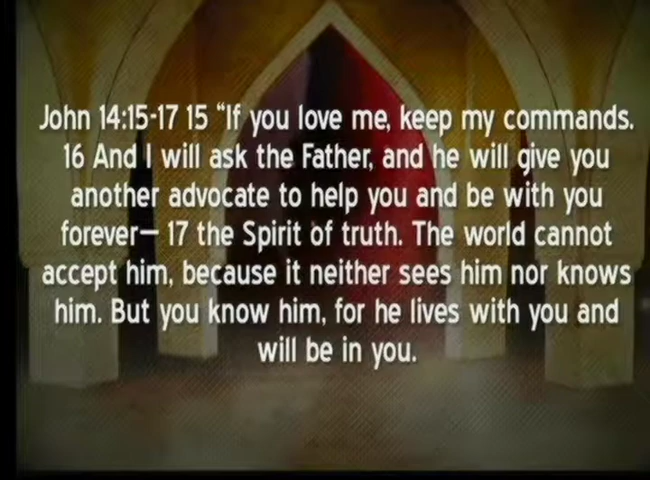 John 14:15-17 15 “If you love me, keep my commands.
16 And I will ask the Father, and he will give you
another advocate to help you and be with you
forever— 17 the Spirit of truth. The world cannot
accept him, because it neither sees him nor knows
him. But you know him, for he lives with you and
will be in you.